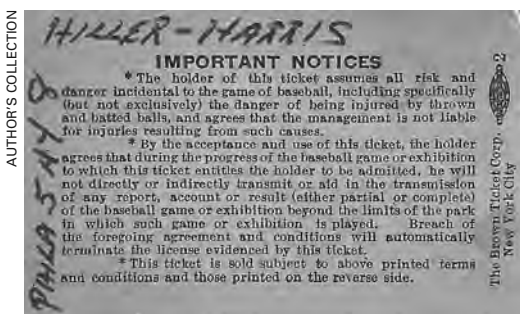 AUTHOR'S COLLECTION
HILLER-HARRIS
IMPORTANT NOTICES
* The holder of this ticket assumes all risk and
danger incidental to the game of baseball, including specifically
(but not exclusively) the danger of being injured by thrown
and batted balls, and agrees that the management is not liable
for injuries resulting from such causes.
* By the acceptance and use of this ticket, the holder
agrees that during the progress of the baseball game or exhibition
to which this ticket entitles the holder to be admitted, he will
not directly or indirectly transmit or aid in the transmission
of any report, account or result (either partial or complete)
of the baseball game or exhibition beyond the limits of the park
in which such game or exhibition is played. Breach of
the foregoing agreement and conditions will automatically
terminate the license evidenced by this ticket.
* This ticket is sold subject to above printed terms
and conditions and those printed on the reverse side.
PHILA 5 NY 8
The Brown Ticket Corp. 2
New York City